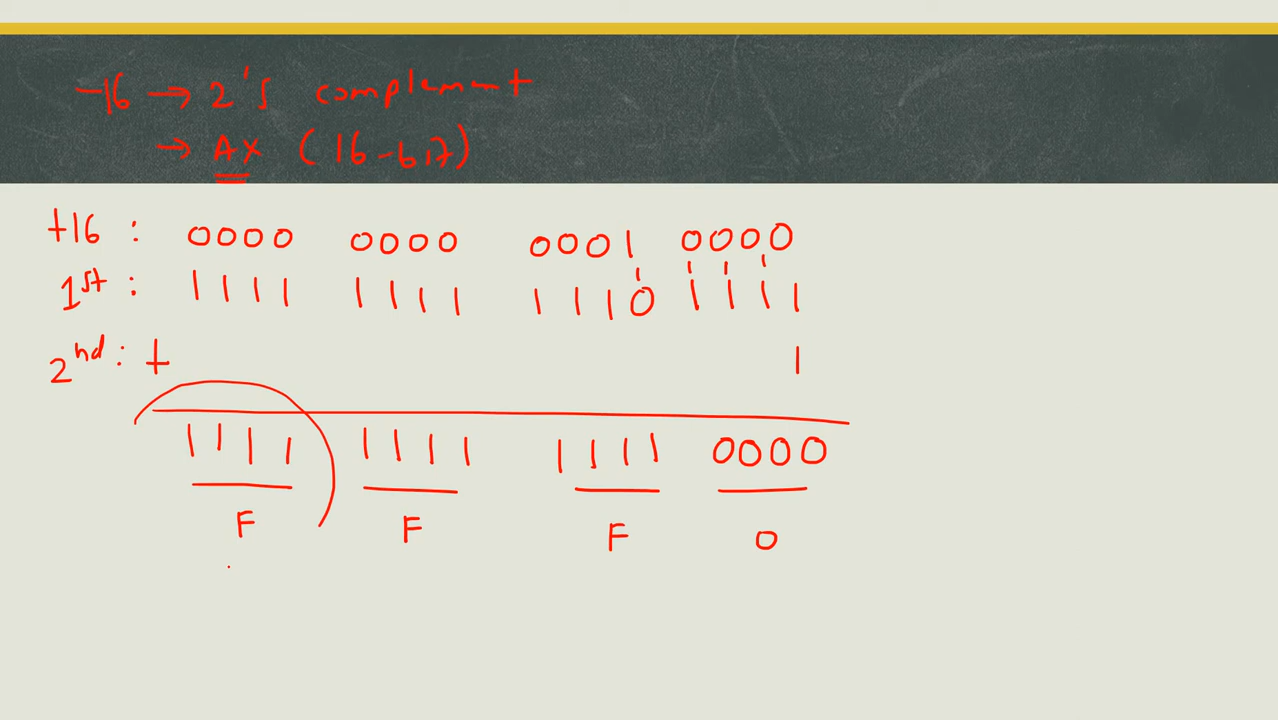 -16 → 2's complement
→ AX (16-bit)
+16 : 0000 0000 0001 0000
1st : 1111 1111 1110 1111
2nd : + 1
1111 1111 1111 0000
F F F 0